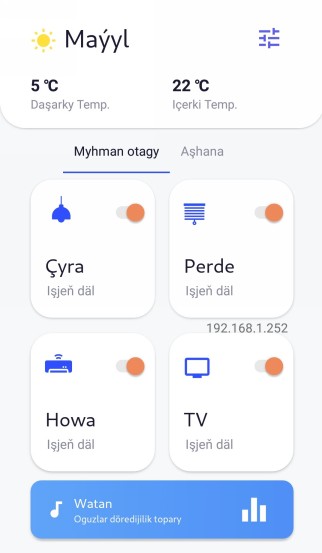 Maýyl
5 ℃
22 ℃
Daşarky Temp.
Içerki Temp.
Myhman otagy
Aşhana
Çyra
Işjeň däl
Perde
Işjeň däl
192.168.1.252
Howa
Işjeň däl
TV
Işjeň däl
Watan
Oguzlar döredijilik topary